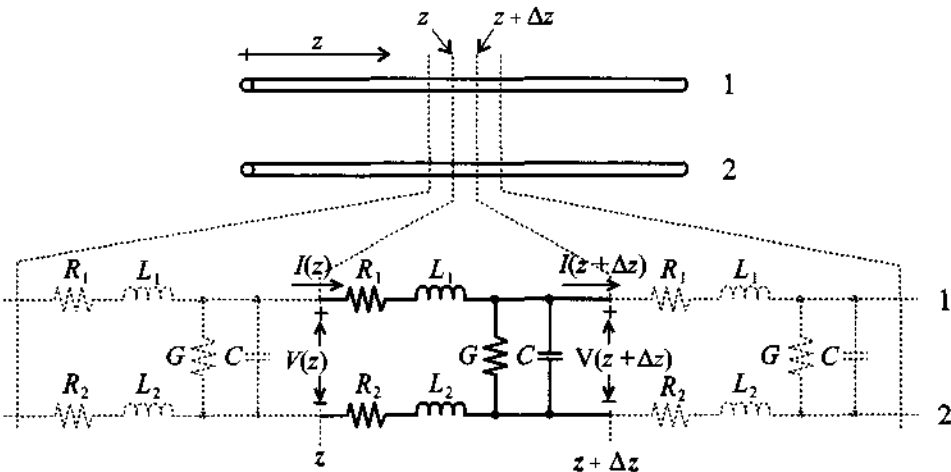 z z + Δz
z
1
2
I(z) I(z + Δz)
R₁ L₁ R₁ L₁ R₁ L₁
1
+ +
G C V(z) G C V(z + Δz) G C
R₂ L₂ R₂ L₂ R₂ L₂
− −
2
z z + Δz